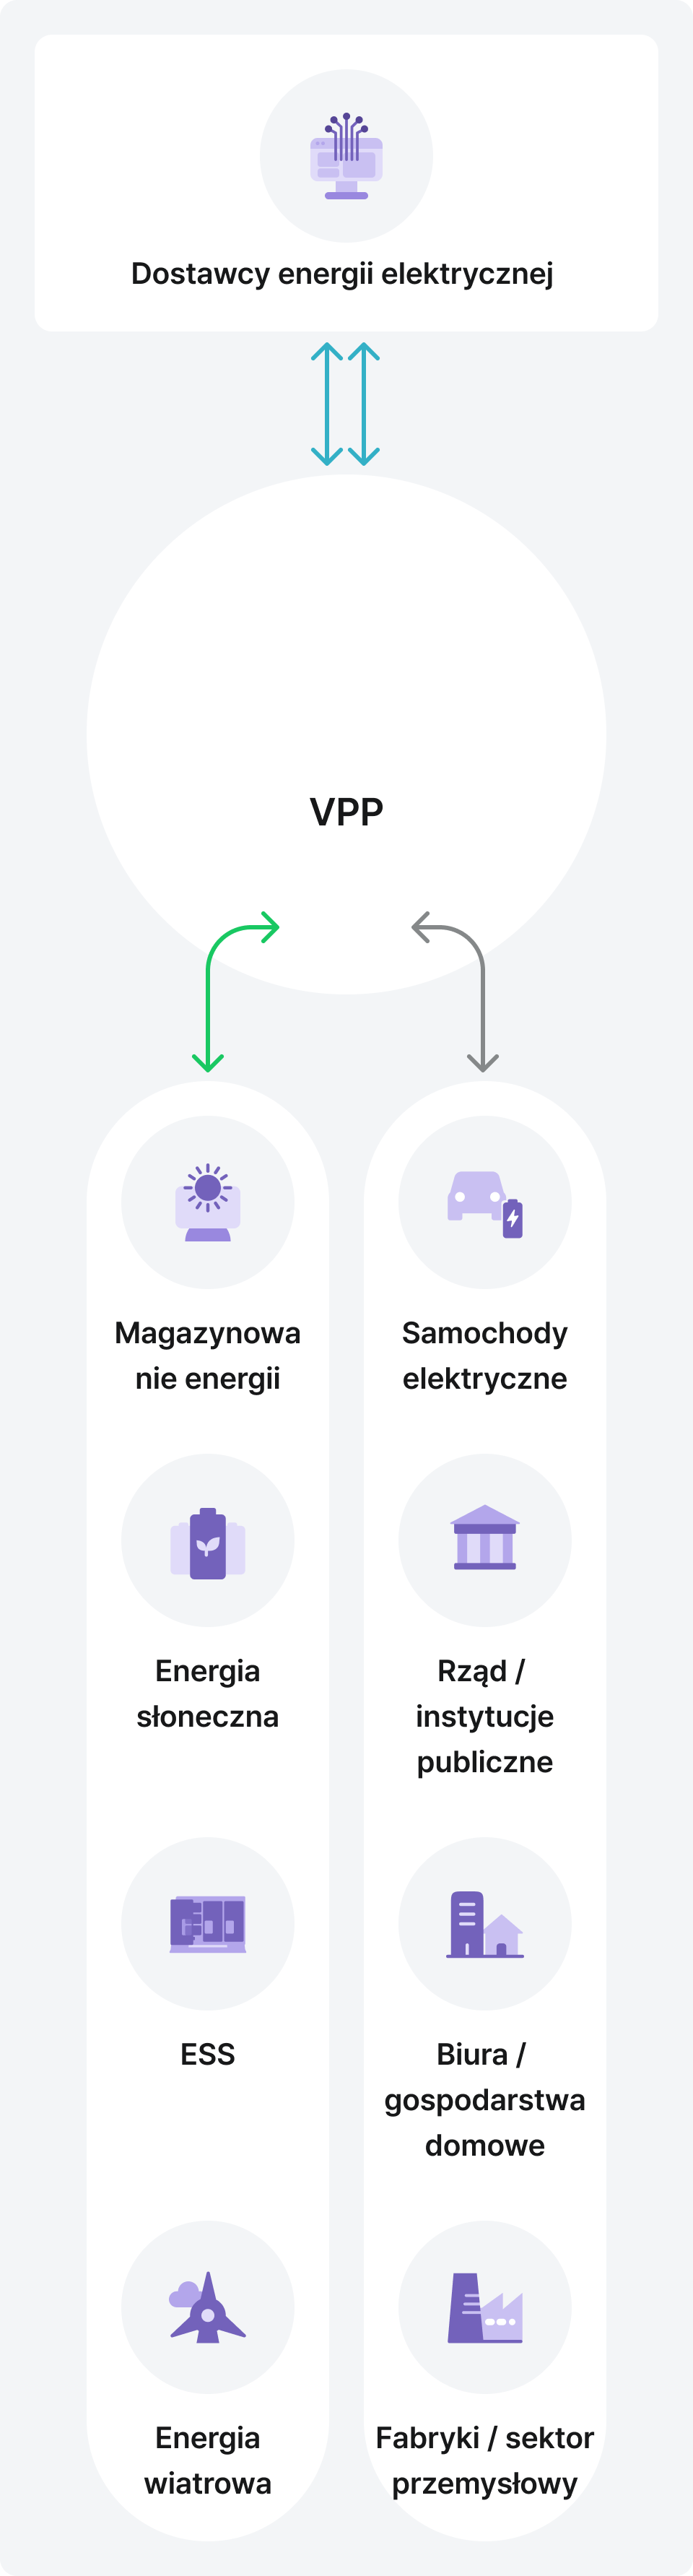 Dostawcy energii elektrycznej
VPP
Magazynowa
nie energii
Samochody
elektryczne
Energia
słoneczna
Rząd /
instytucje
publiczne
ESS
Biura /
gospodarstwa
domowe
Energia
wiatrowa
Fabryki / sektor
przemysłowy